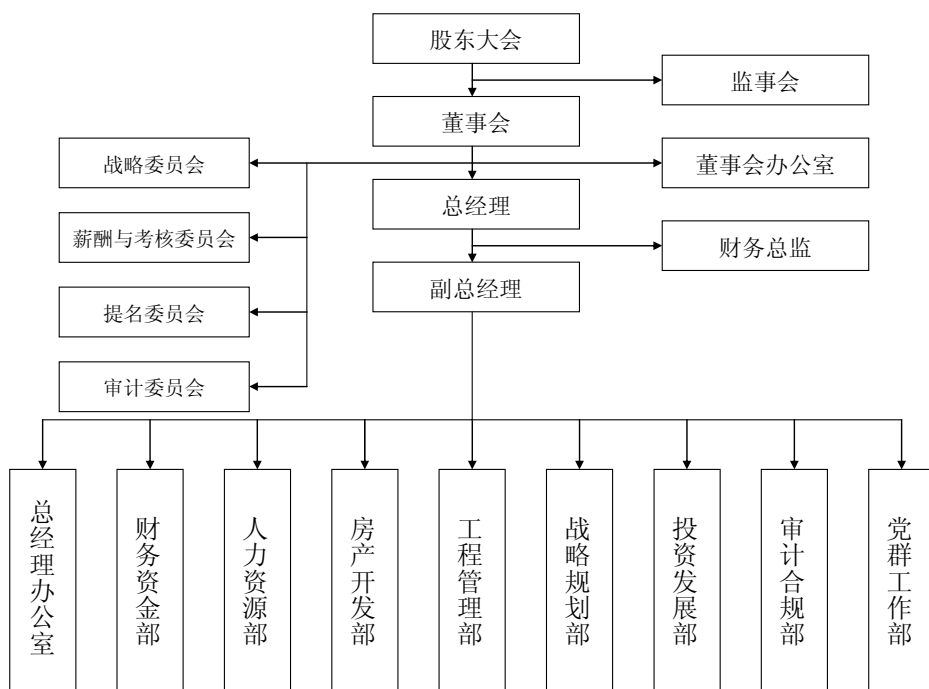 股东大会
监事会
董事会
战略委员会
董事会办公室
总经理
薪酬与考核委员会
财务总监
副总经理
提名委员会
审计委员会
总经理办公室
财务资金部
人力资源部
房产开发部
工程管理部
战略规划部
投资发展部
审计合规部
党群工作部